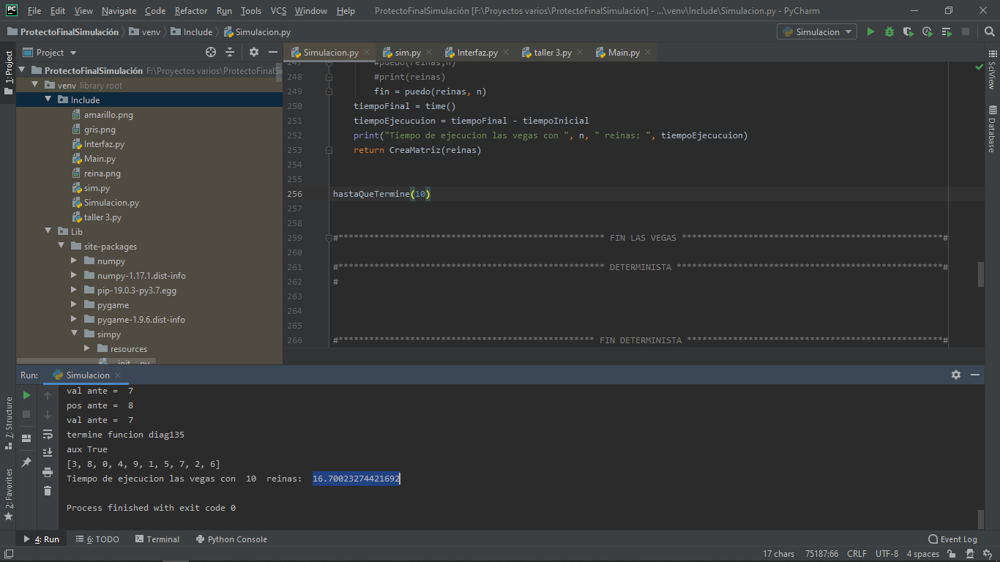 File Edit View Navigate Code Refactor Run Tools VCS Window Help ProtectoFinalSimulación [F:\Proyectos varios\ProtectoFinalSimulación] - ...\venv\Include\Simulacion.py - PyCharm
ProtectoFinalSimulación venv Include Simulacion.py Simulacion
Project Simulacion.py sim.py Interfaz.py taller 3.py Main.py
1: Project
SciView
Database
ProtectoFinalSimulación F:\Proyectos varios\ProtectoFinalSi
venv library root
Include
amarillo.png
gris.png
Interfaz.py
Main.py
reina.png
sim.py
Simulacion.py
taller 3.py
Lib
site-packages
numpy
numpy-1.17.1.dist-info
pip-19.0.3-py3.7.egg
pygame
pygame-1.9.6.dist-info
simpy
resources
__init__.py
247 #puedo(reinas,n)
248 #print(reinas)
249 fin = puedo(reinas, n)
250 tiempoFinal = time()
251 tiempoEjecucuion = tiempoFinal - tiempoInicial
252 print("Tiempo de ejecucion las vegas con ", n, " reinas: ", tiempoEjecucuion)
253 return CreaMatriz(reinas)
254
255
256 hastaQueTermine(10)
257
258
259 #**************************************************** FIN LAS VEGAS ***************************************************#
260
261 #**************************************************** DETERMINISTA ****************************************************#
262 #
263
264
265
266 #************************************************** FIN DETERMINISTA **************************************************#
Run: Simulacion
val ante =  7
pos ante =  8
val ante =  7
termine funcion diag135
aux True
[3, 8, 0, 4, 9, 1, 5, 7, 2, 6]
Tiempo de ejecucion las vegas con  10  reinas:  16.70023274421692
Process finished with exit code 0
7: Structure
2: Favorites
4: Run 6: TODO Terminal Python Console Event Log
17 chars 75187:66 CRLF UTF-8 4 spaces